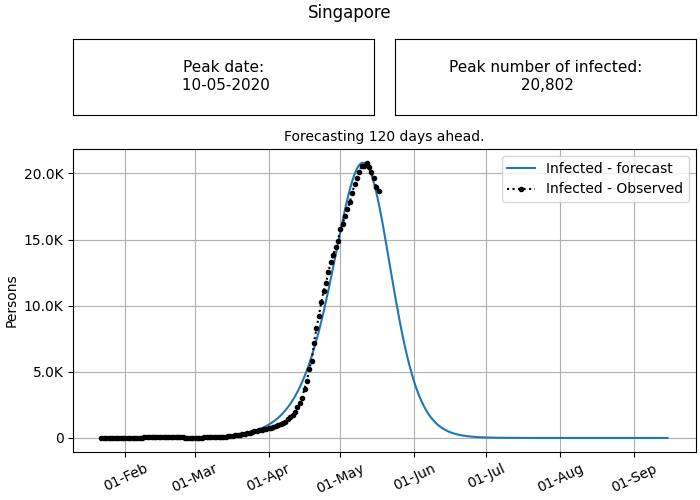 Singapore
Peak date:
10-05-2020
Peak number of infected:
20,802
Forecasting 120 days ahead.
Infected - forecast
Infected - Observed
20.0K
15.0K
10.0K
5.0K
0
Persons
01-Feb
01-Mar
01-Apr
01-May
01-Jun
01-Jul
01-Aug
01-Sep